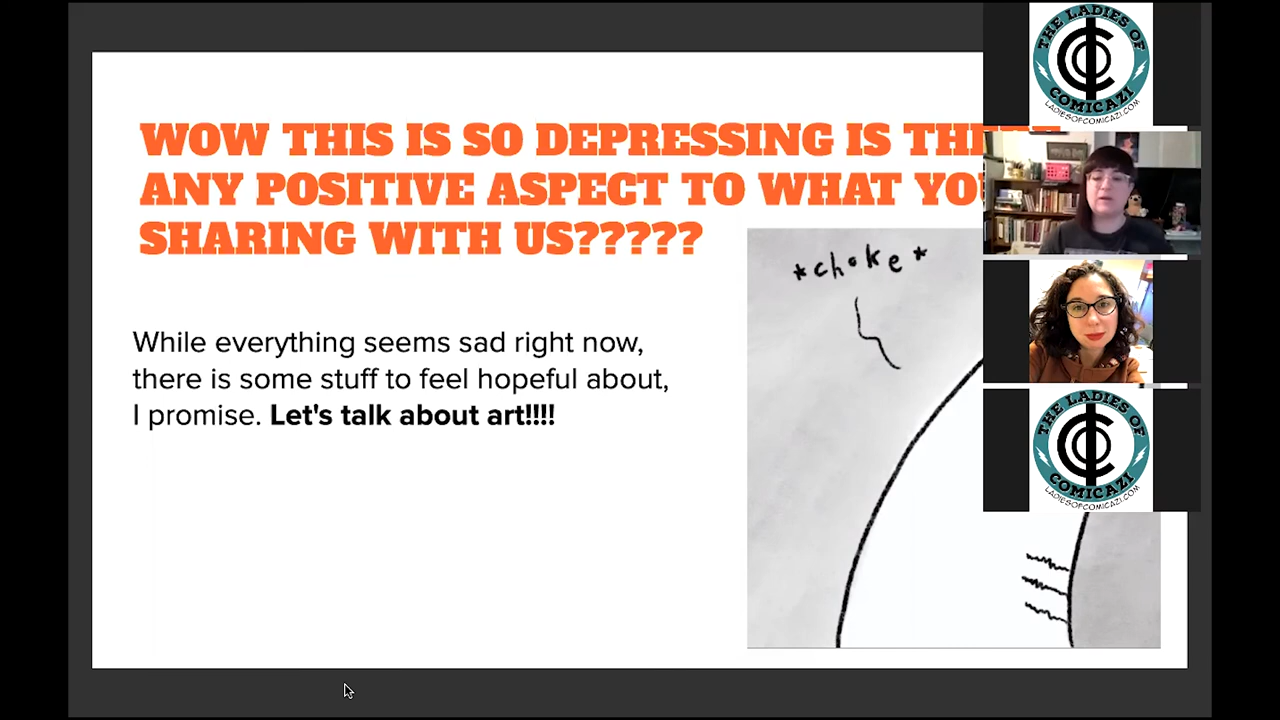 WOW THIS IS SO DEPRESSING IS THERE
ANY POSITIVE ASPECT TO WHAT YOU
SHARING WITH US?????
*choke*
While everything seems sad right now,
there is some stuff to feel hopeful about,
I promise. Let's talk about art!!!!
THE LADIES OF
COMICAZI
LADIESOFCOMICAZI.COM
THE LADIES OF
COMICAZI
LADIESOFCOMICAZI.COM